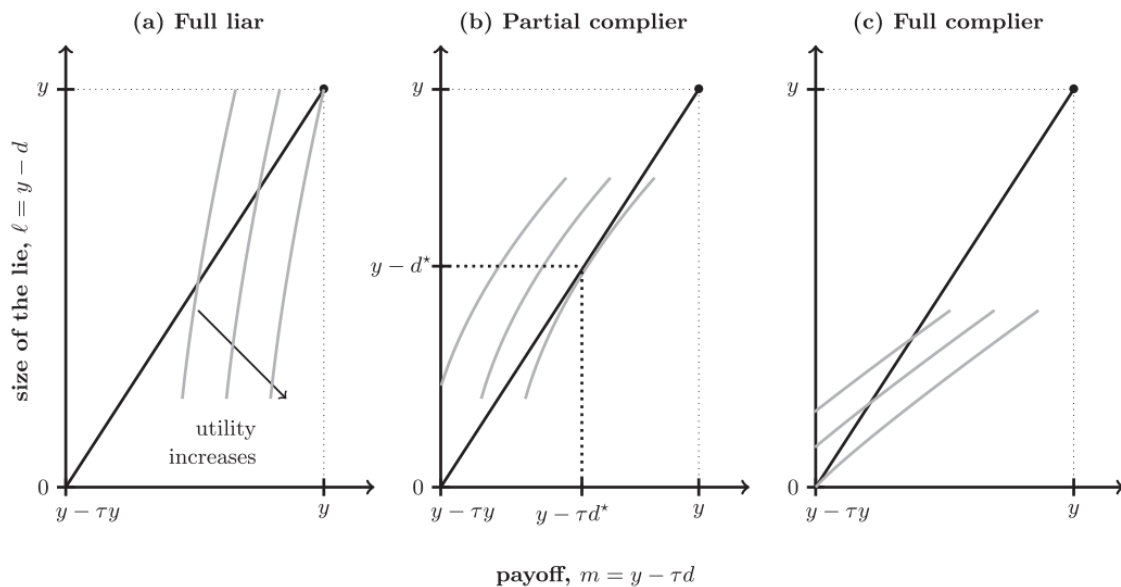 (a) Full liar
(b) Partial complier
(c) Full complier
size of the lie, ℓ = y − d
y
0
y − τy
y
utility
increases
y
y − d⋆
0
y − τy
y − τd⋆
y
y
0
y − τy
y
payoff, m = y − τd